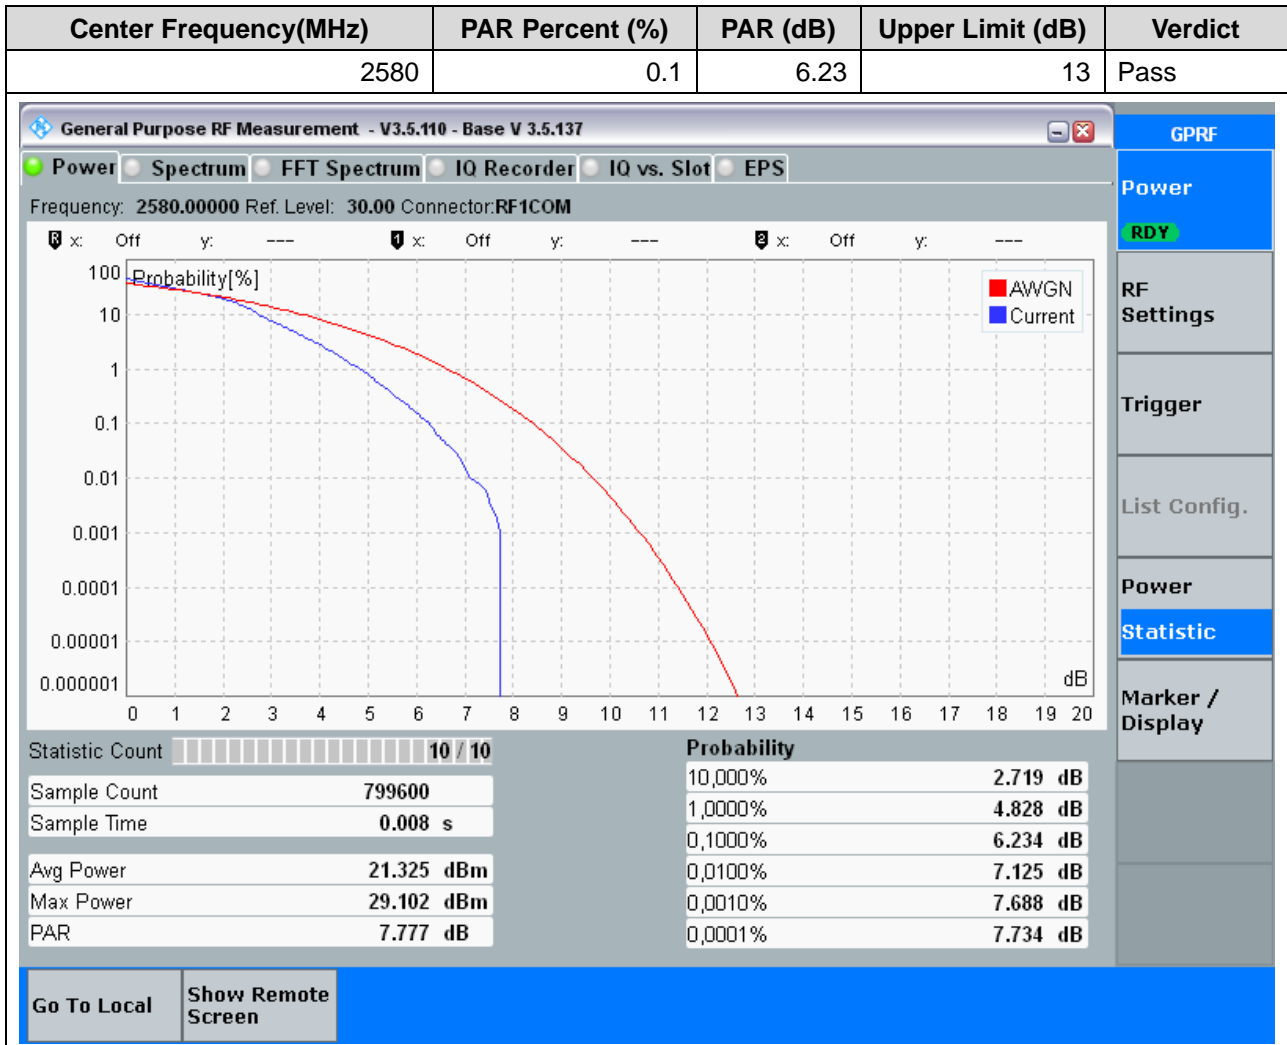 Center Frequency(MHz) PAR Percent (%) PAR (dB) Upper Limit (dB) Verdict
2580 0.1 6.23 13 Pass
General Purpose RF Measurement - V3.5.110 - Base V 3.5.137
GPRF
Power Spectrum FFT Spectrum IQ Recorder IQ vs. Slot EPS
Power
RDY
Frequency: 2580.00000 Ref. Level: 30.00 Connector:RF1COM
R x: Off y: --- 1 x: Off y: --- 2 x: Off y: ---
Probability[%]
AWGN
Current
100
10
1
0.1
0.01
0.001
0.0001
0.00001
0.000001
dB
0 1 2 3 4 5 6 7 8 9 10 11 12 13 14 15 16 17 18 19 20
RF
Settings
Trigger
List Config.
Power
Statistic
Marker /
Display
Statistic Count 10 / 10
Sample Count 799600
Sample Time 0.008 s
Avg Power 21.325 dBm
Max Power 29.102 dBm
PAR 7.777 dB
Probability
10,000% 2.719 dB
1,0000% 4.828 dB
0,1000% 6.234 dB
0,0100% 7.125 dB
0,0010% 7.688 dB
0,0001% 7.734 dB
Go To Local
Show Remote
Screen